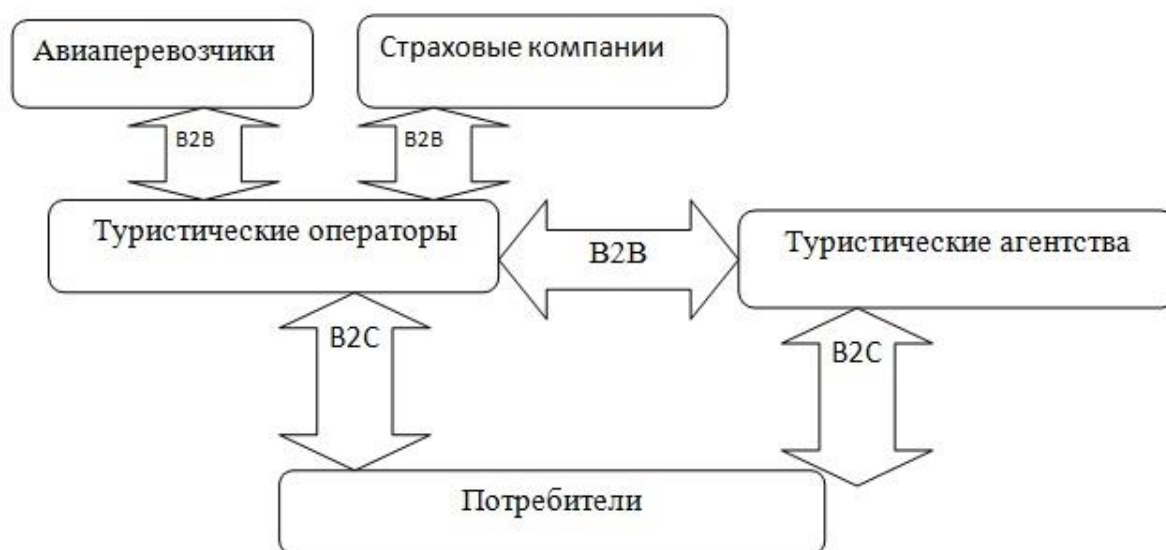 Авиаперевозчики
Страховые компании
B2B
B2B
Туристические операторы
B2B
Туристические агентства
B2C
B2C
Потребители